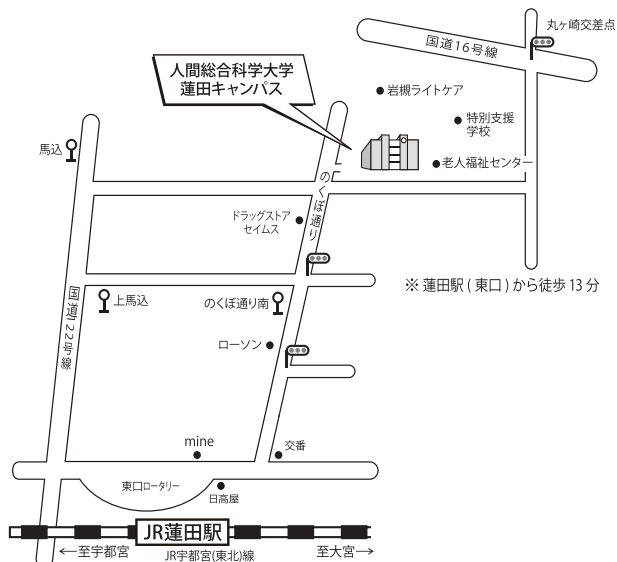 丸ヶ崎交差点
国道16号線
人間総合科学大学
蓮田キャンパス
岩槻ライトケア
特別支援
学校
馬込
老人福祉センター
のくぼ通り
ドラッグストア
セイムス
※ 蓮田駅(東口)から徒歩13分
国道122号線
上馬込
のくぼ通り南
ローソン
mine
交番
東口ロータリー
日高屋
JR蓮田駅
←至宇都宮
JR宇都宮(東北)線
至大宮→